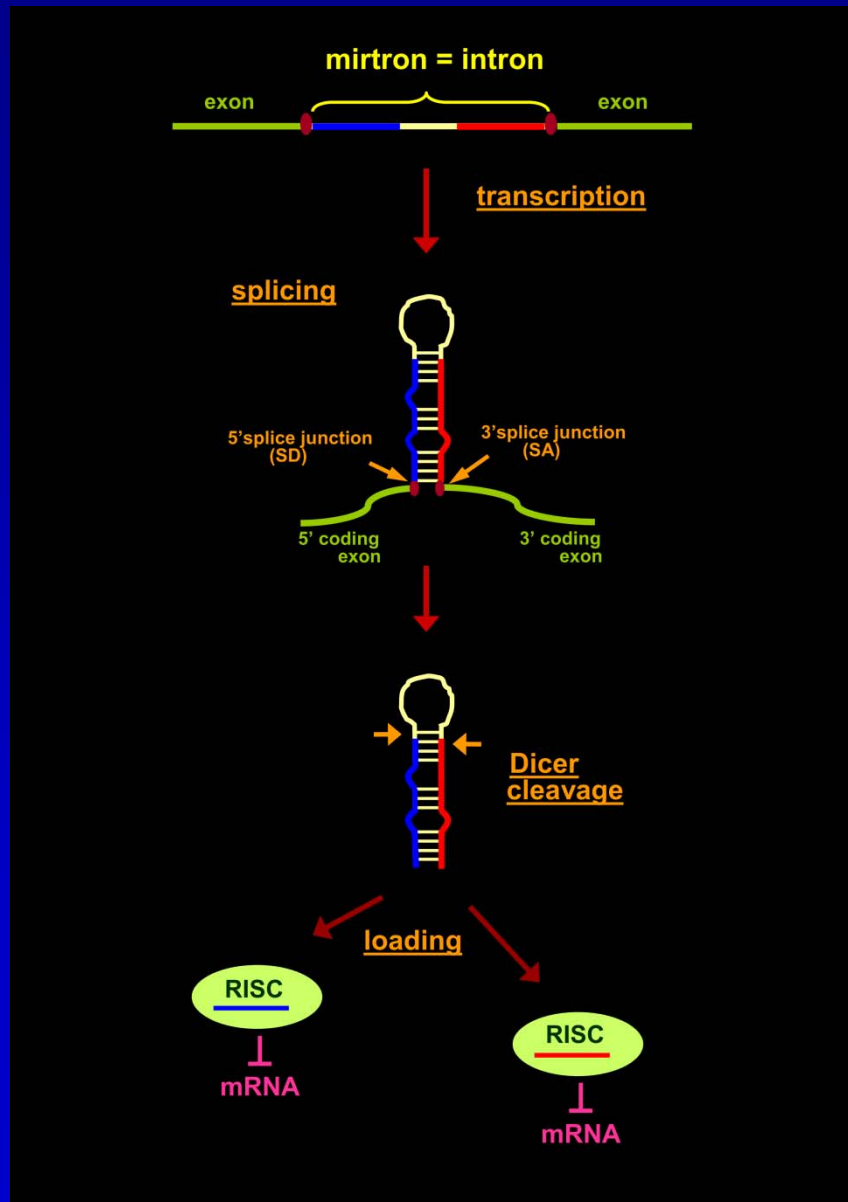 mirtron = intron
exon
exon
transcription
splicing
5’splice junction
(SD)
3’splice junction
(SA)
5’ coding
exon
3’ coding
exon
Dicer
cleavage
loading
RISC
mRNA
RISC
mRNA